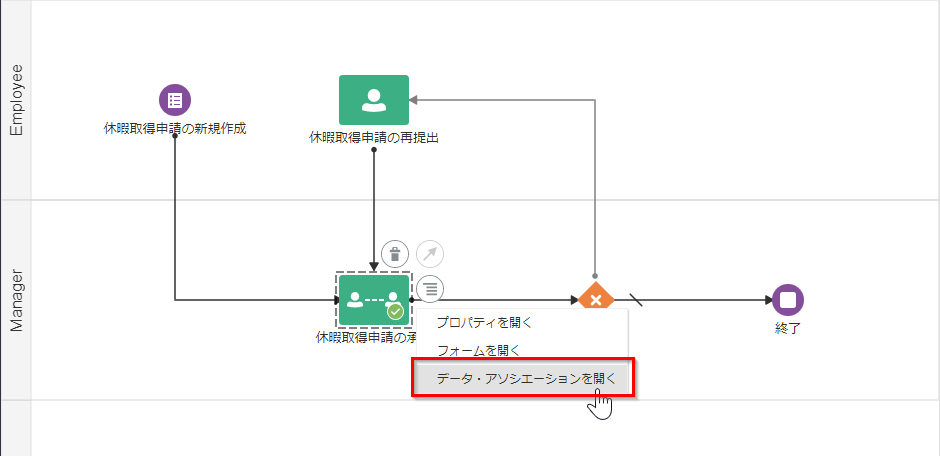 Employee
休暇取得申請の新規作成
休暇取得申請の再提出
Manager
休暇取得申請の承
終了
プロパティを開く
フォームを開く
データ・アソシエーションを開く